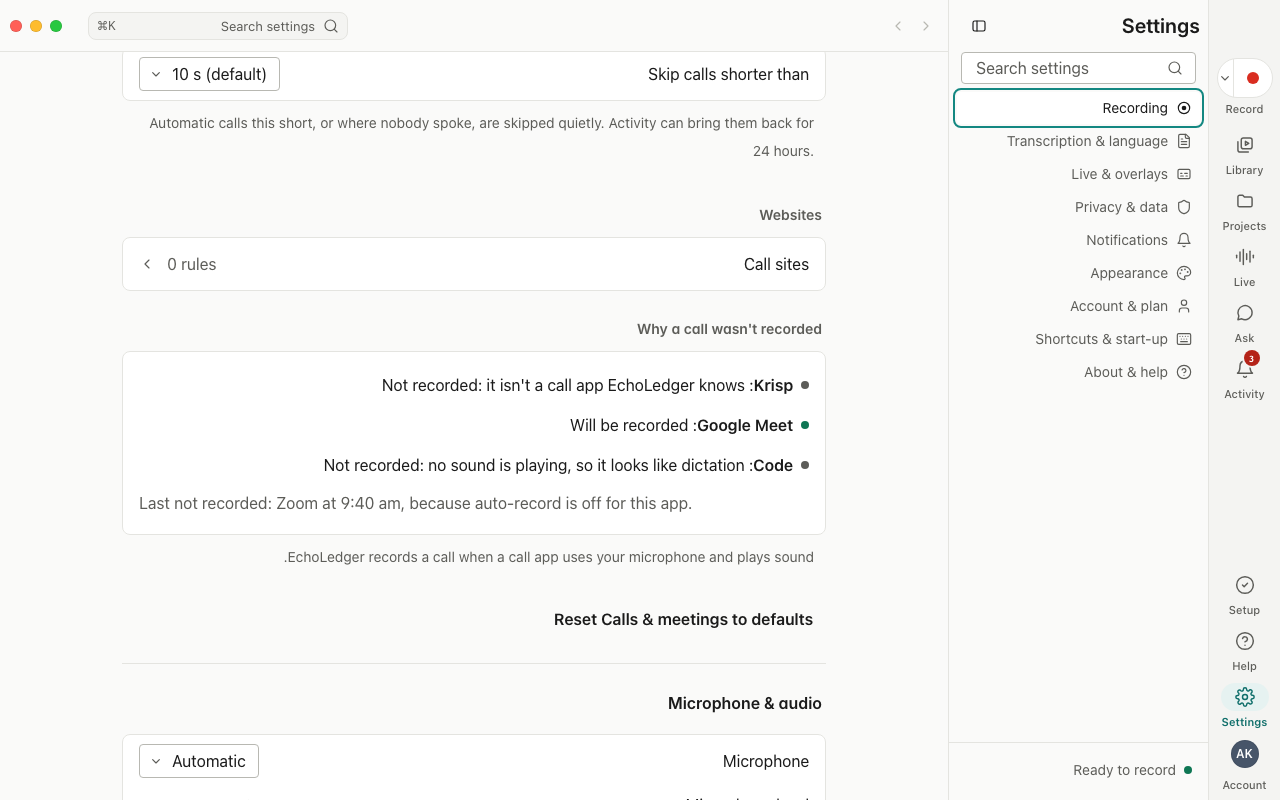 ⌘K
Search settings
Settings
Search settings
Recording
Transcription & language
Live & overlays
Privacy & data
Notifications
Appearance
Account & plan
Shortcuts & start-up
About & help
Ready to record
Record
Library
Projects
Live
Ask
3
Activity
Setup
Help
Settings
AK
Account
Skip calls shorter than
10 s (default)
Automatic calls this short, or where nobody spoke, are skipped quietly. Activity can bring them back for
24 hours.
Websites
Call sites
0 rules
Why a call wasn't recorded
Not recorded: it isn't a call app EchoLedger knows :Krisp
Will be recorded :Google Meet
Not recorded: no sound is playing, so it looks like dictation :Code
Last not recorded: Zoom at 9:40 am, because auto-record is off for this app.
.EchoLedger records a call when a call app uses your microphone and plays sound
Reset Calls & meetings to defaults
Microphone & audio
Microphone
Automatic